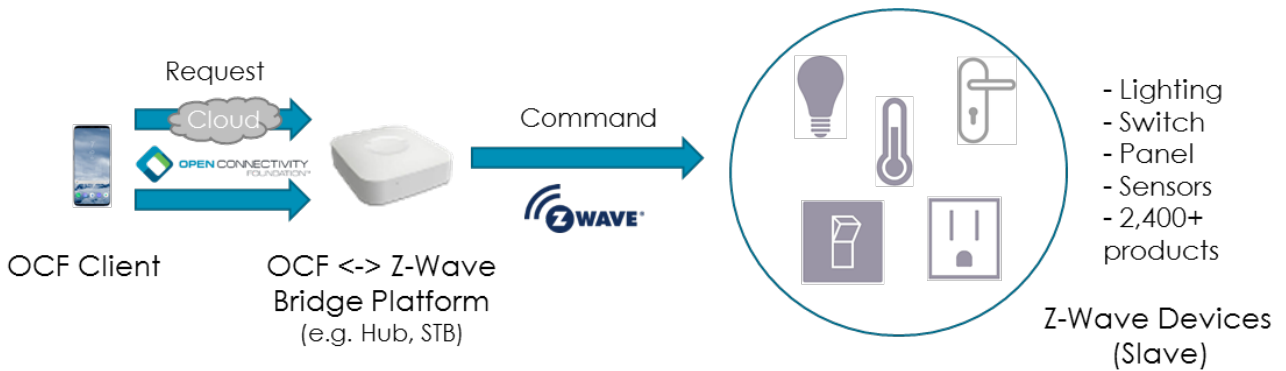 Request
Cloud
OPEN CONNECTIVITY
FOUNDATION™
OCF Client
OCF <-> Z-Wave
Bridge Platform
(e.g. Hub, STB)
Command
Z WAVE®
- Lighting
- Switch
- Panel
- Sensors
- 2,400+
products
Z-Wave Devices
(Slave)